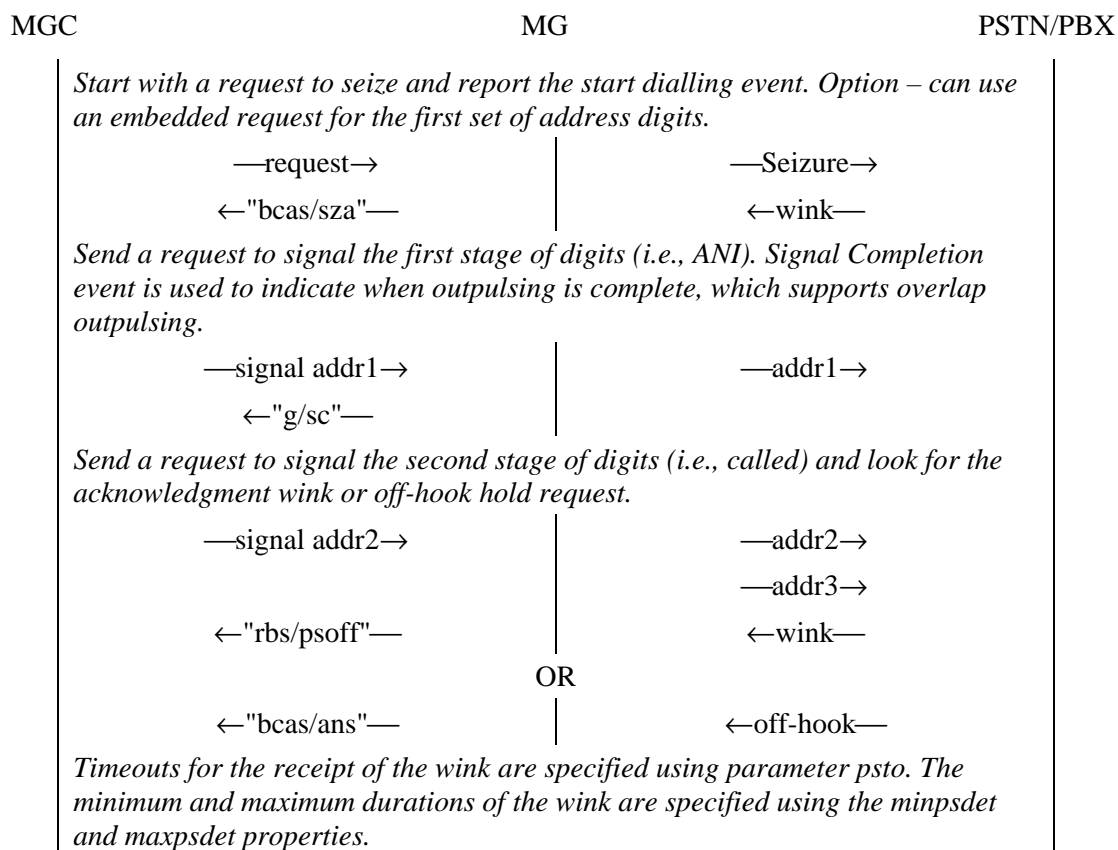 MGC MG PSTN/PBX
Start with a request to seize and report the start dialling event. Option – can use
an embedded request for the first set of address digits.
—request→ —Seizure→
←"bcas/sza"— ←wink—
Send a request to signal the first stage of digits (i.e., ANI). Signal Completion
event is used to indicate when outpulsing is complete, which supports overlap
outpulsing.
—signal addr1→ —addr1→
←"g/sc"—
Send a request to signal the second stage of digits (i.e., called) and look for the
acknowledgment wink or off-hook hold request.
—signal addr2→ —addr2→
—addr3→
←"rbs/psoff"— ←wink—
OR
←"bcas/ans"— ←off-hook—
Timeouts for the receipt of the wink are specified using parameter psto. The
minimum and maximum durations of the wink are specified using the minpsdet
and maxpsdet properties.